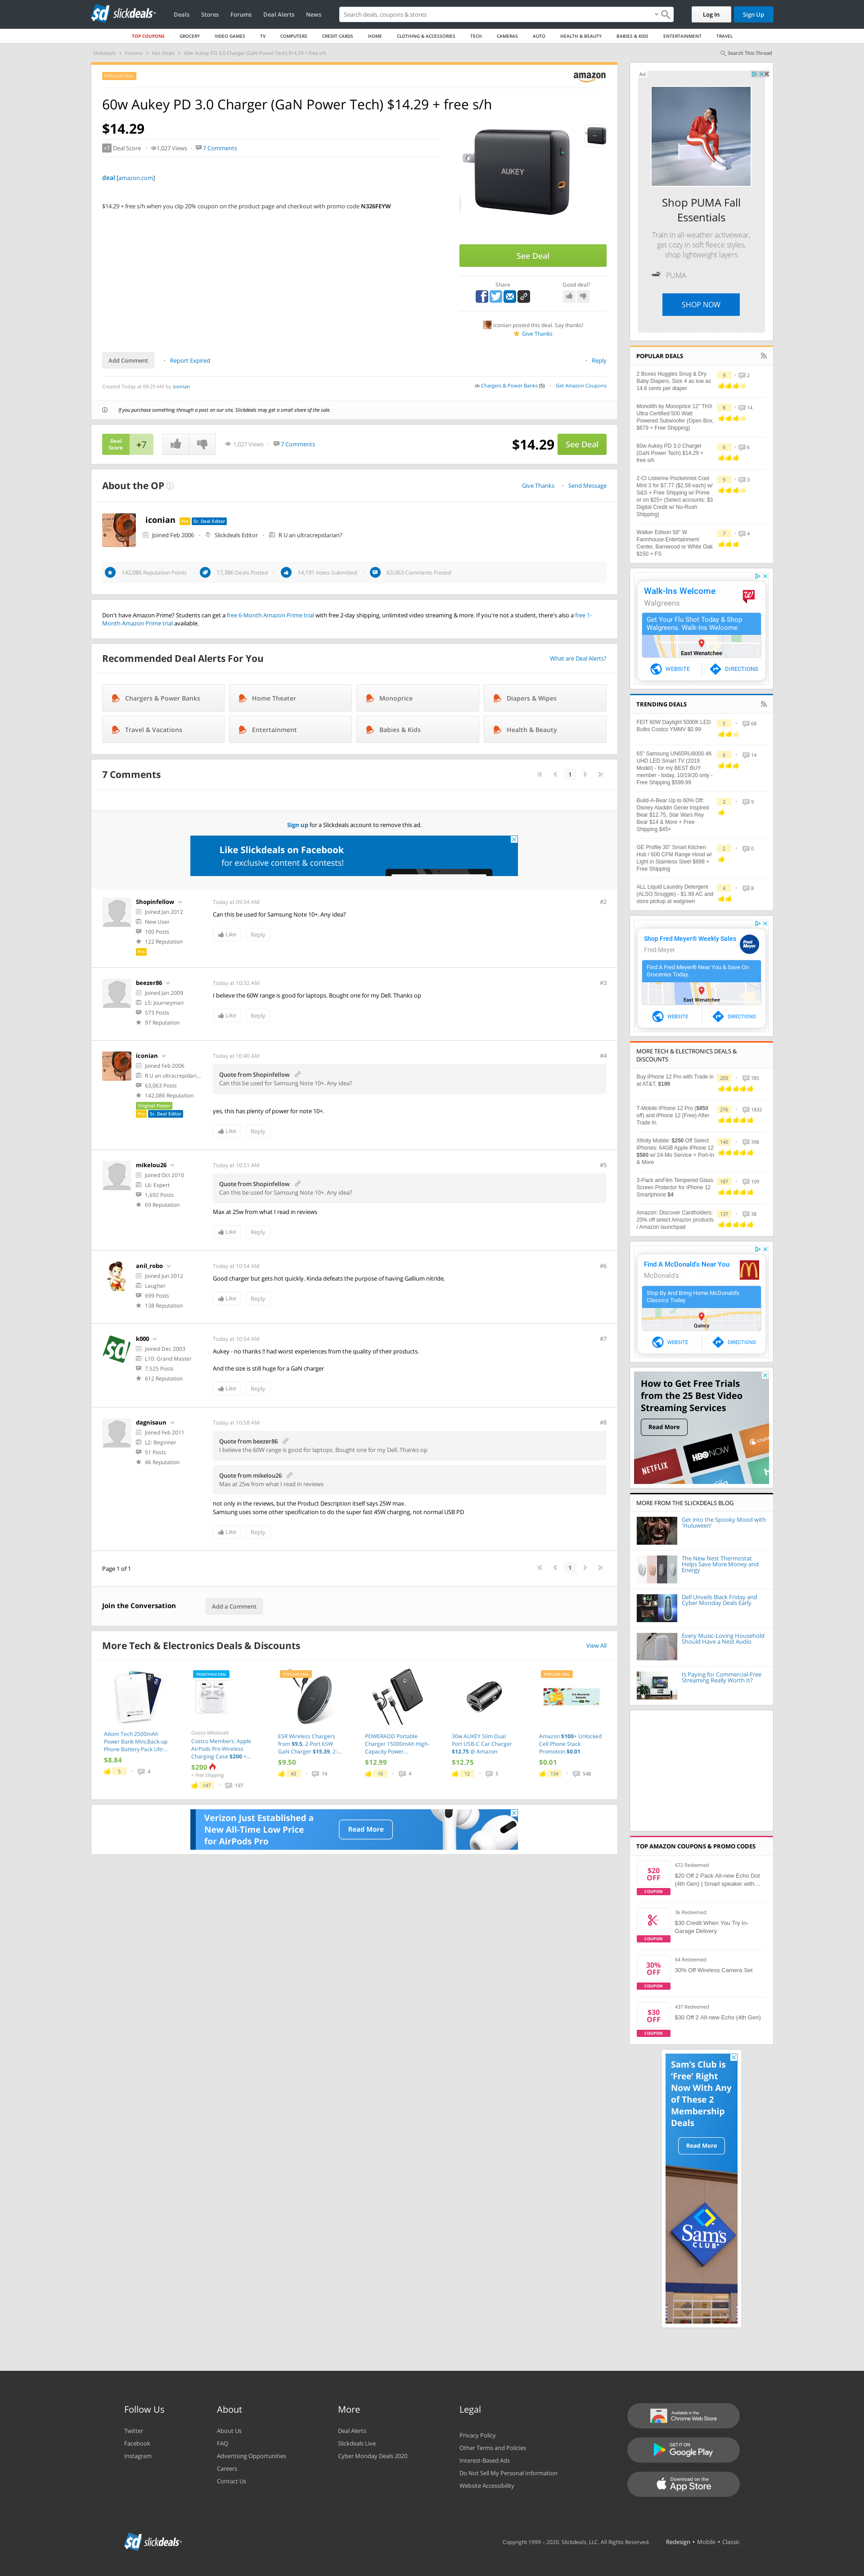 sd slickdeals
Deals Stores Forums Deal Alerts News
Search deals, coupons & stores
Log In Sign Up
TOP COUPONS GROCERY VIDEO GAMES TV COMPUTERS CREDIT CARDS HOME CLOTHING & ACCESSORIES TECH CAMERAS AUTO HEALTH & BEAUTY BABIES & KIDS ENTERTAINMENT TRAVEL
Slickdeals Forums Hot Deals 60w Aukey PD 3.0 Charger (GaN Power Tech) $14.29 + free s/h
Search This Thread
POPULAR DEAL
amazon
60w Aukey PD 3.0 Charger (GaN Power Tech) $14.29 + free s/h
$14.29
+7 Deal Score 1,027 Views 7 Comments
deal [amazon.com]
$14.29 + free s/h when you clip 20% coupon on the product page and checkout with promo code N326FEYW
AUKEY
See Deal
Share Good deal?
iconian posted this deal. Say thanks!
Give Thanks
Add Comment Report Expired Reply
Created Today at 09:29 AM by iconian
in Chargers & Power Banks (5) Get Amazon Coupons
If you purchase something through a post on our site, Slickdeals may get a small share of the sale.
Deal Score +7 1,027 Views 7 Comments $14.29 See Deal
About the OP
Give Thanks Send Message
iconian Pro Sr. Deal Editor
Joined Feb 2006 Slickdeals Editor R U an ultracrepidarian?
142,086 Reputation Points 17,386 Deals Posted 14,191 Votes Submitted 63,063 Comments Posted
Don't have Amazon Prime? Students can get a free 6-Month Amazon Prime trial with free 2-day shipping, unlimited video streaming & more. If you're not a student, there's also a free 1-
Month Amazon Prime trial available.
Recommended Deal Alerts For You
What are Deal Alerts?
Chargers & Power Banks Home Theater Monoprice Diapers & Wipes
Travel & Vacations Entertainment Babies & Kids Health & Beauty
7 Comments
1
Sign up for a Slickdeals account to remove this ad.
Like Slickdeals on Facebook
for exclusive content & contests!
Shopinfellow
Joined Jan 2012
New User
100 Posts
122 Reputation
Pro
Today at 09:34 AM #2
Can this be used for Samsung Note 10+. Any idea?
Like Reply
beezer86
Joined Jan 2009
L5: Journeyman
573 Posts
97 Reputation
Today at 10:32 AM #3
I believe the 60W range is good for laptops. Bought one for my Dell. Thanks op
Like Reply
iconian
Joined Feb 2006
R U an ultracrepidari...
63,063 Posts
142,086 Reputation
Original Poster
Pro Sr. Deal Editor
Today at 10:40 AM #4
Quote from Shopinfellow
Can this be used for Samsung Note 10+. Any idea?
yes, this has plenty of power for note 10+.
Like Reply
mikelou26
Joined Oct 2010
L6: Expert
1,692 Posts
69 Reputation
Today at 10:51 AM #5
Quote from Shopinfellow
Can this be used for Samsung Note 10+. Any idea?
Max at 25w from what I read in reviews
Like Reply
anil_robo
Joined Jun 2012
Laugher.
699 Posts
138 Reputation
Today at 10:54 AM #6
Good charger but gets hot quickly. Kinda defeats the purpose of having Gallium nitride.
Like Reply
k000
Joined Dec 2003
L10: Grand Master
7,525 Posts
612 Reputation
Today at 10:54 AM #7
Aukey - no thanks !I had worst experiences from the quality of their products.
And the size is still huge for a GaN charger
Like Reply
dagnisaun
Joined Feb 2011
L2: Beginner
51 Posts
46 Reputation
Today at 10:58 AM #8
Quote from beezer86
I believe the 60W range is good for laptops. Bought one for my Dell. Thanks op
Quote from mikelou26
Max at 25w from what I read in reviews
not only in the reviews, but the Product Description itself says 25W max.
Samsung uses some other specification to do the super fast 45W charging, not normal USB PD
Like Reply
Page 1 of 1
1
Join the Conversation Add a Comment
More Tech & Electronics Deals & Discounts View All
Attom Tech 2500mAh
Power Bank Mini,Back-up
Phone Battery Pack Ultr...
$8.84
5 4
FRONTPAGE DEAL
Costco Wholesale
Costco Members: Apple
AirPods Pro Wireless
Charging Case $200 +...
$200
+ Free Shipping
147 197
POPULAR DEAL
ESR Wireless Chargers
from $9.5, 2-Port 65W
GaN Charger $15.39, 2-...
$9.50
43 14
POWERADD Portable
Charger 15000mAh High-
Capacity Power...
$12.99
16 4
30w AUKEY Slim Dual
Port USB-C Car Charger
$12.75 @ Amazon
$12.75
12 5
POPULAR DEAL
Amazon $100+ Unlocked
Cell Phone Stack
Promotion $0.01
$0.01
134 548
Verizon Just Established a
New All-Time Low Price
for AirPods Pro
Read More
Ad
Shop PUMA Fall
Essentials
Train in all-weather activewear,
get cozy in soft fleece styles,
shop lightweight layers
PUMA
SHOP NOW
POPULAR DEALS
2 Boxes Huggies Snug & Dry
Baby Diapers, Size 4 as low as
14.6 cents per diaper
9 2
Monolith by Monoprice 12" THX
Ultra Certified 500 Watt
Powered Subwoofer (Open Box,
$679 + Free Shipping)
8 14
60w Aukey PD 3.0 Charger
(GaN Power Tech) $14.29 +
free s/h
6 6
2-Ct Listerine Pocketmist Cool
Mint 3 for $7.77 ($2.59 each) w/
S&S + Free Shipping w/ Prime
or on $25+ (Select accounts: $3
Digital Credit w/ No-Rush
Shipping)
9 3
Walker Edison 58" W.
Farmhouse Entertainment
Center, Barnwood or White Oak
$150 + FS
7 4
Walk-Ins Welcome
Walgreens
Get Your Flu Shot Today & Shop
Walgreens. Walk-Ins Welcome.
East Wenatchee
WEBSITE DIRECTIONS
TRENDING DEALS
FEIT 60W Daylight 5000K LED
Bulbs Costco YMMV $0.99
5 68
65" Samsung UN65RU8000 4K
UHD LED Smart TV (2019
Model) - for my BEST BUY
member - today, 10/19/20 only -
Free Shipping $599.99
6 14
Build-A-Bear Up to 60% Off:
Disney Aladdin Genie Inspired
Bear $12.75, Star Wars Rey
Bear $14 & More + Free
Shipping $45+
2 9
GE Profile 30" Smart Kitchen
Hub / 600 CFM Range Hood w/
Light in Stainless Steel $698 +
Free Shipping
2 0
ALL Liquid Laundry Detergent
(ALSO Snuggle) - $1.99 AC and
store pickup at walgreen
4 8
Shop Fred Meyer® Weekly Sales
Fred Meyer
Find A Fred Meyer® Near You & Save On
Groceries Today.
East Wenatchee
WEBSITE DIRECTIONS
MORE TECH & ELECTRONICS DEALS &
DISCOUNTS
Buy iPhone 12 Pro with Trade in
at AT&T, $199
203 785
T-Mobile iPhone 12 Pro ($850
off) and iPhone 12 (Free) After
Trade In
276 1832
Xfinity Mobile: $250 Off Select
iPhones: 64GB Apple iPhone 12
$580 w/ 24-Mo Service + Port-In
& More
140 398
3-Pack amFilm Tempered Glass
Screen Protector for iPhone 12
Smartphone $4
187 109
Amazon: Discover Cardholders:
20% off select Amazon products
/ Amazon launchpad
137 38
Find A McDonald's Near You
McDonald's
Stop By And Bring Home McDonald's
Classics Today
Quincy
WEBSITE DIRECTIONS
How to Get Free Trials
from the 25 Best Video
Streaming Services
Read More
NETFLIX HBO NOW
MORE FROM THE SLICKDEALS BLOG
Get into the Spooky Mood with
'Huluween'
The New Nest Thermostat
Helps Save More Money and
Energy
Dell Unveils Black Friday and
Cyber Monday Deals Early
Every Music-Loving Household
Should Have a Nest Audio
Is Paying for Commercial-Free
Streaming Really Worth It?
TOP AMAZON COUPONS & PROMO CODES
$20 OFF COUPON
672 Redeemed
$20 Off 2 Pack All-new Echo Dot
(4th Gen) | Smart speaker with...
COUPON
3k Redeemed
$30 Credit When You Try In-
Garage Delivery
30% OFF COUPON
64 Redeemed
30% Off Wireless Camera Set
$30 OFF COUPON
437 Redeemed
$30 Off 2 All-new Echo (4th Gen)
Sam's Club is
'Free' Right
Now With Any
of These 2
Membership
Deals
Read More
Sam's CLUB
Follow Us
Twitter
Facebook
Instagram
About
About Us
FAQ
Advertising Opportunities
Careers
Contact Us
More
Deal Alerts
Slickdeals Live
Cyber Monday Deals 2020
Legal
Privacy Policy
Other Terms and Policies
Interest-Based Ads
Do Not Sell My Personal Information
Website Accessibility
Available in the
Chrome Web Store
GET IT ON
Google Play
Download on the
App Store
sd slickdeals
Copyright 1999 – 2020. Slickdeals, LLC. All Rights Reserved. Redesign • Mobile • Classic